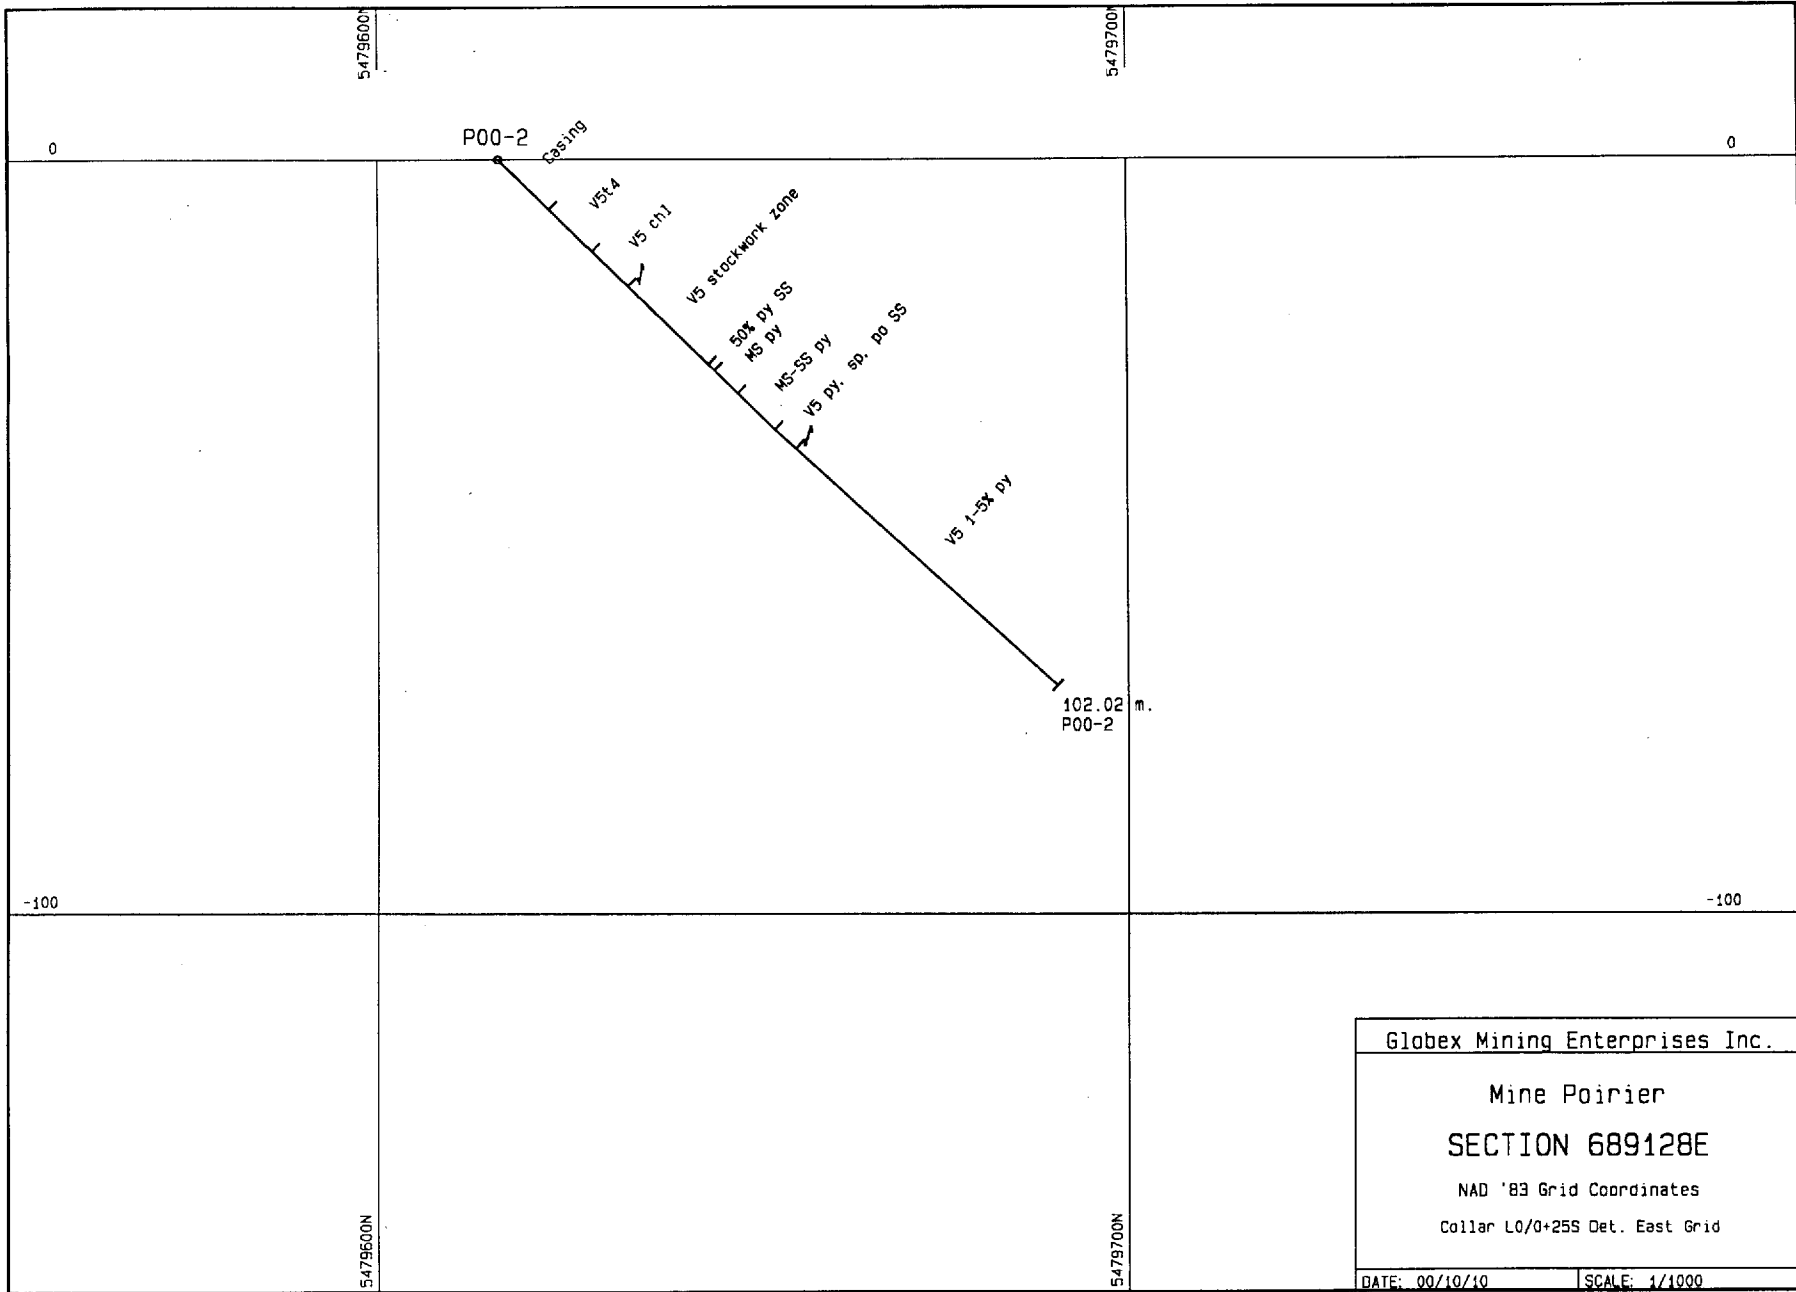 5479600N
5479700N
0
0
P00-2
Casing
V5t4
V5 chl
V5 stockwork zone
50% py SS
MS py
MS-SS py
V5 py, sp, po SS
V5 1-5% py
102.02 m.
P00-2
-100
-100
5479600N
5479700N
Globex Mining Enterprises Inc.
Mine Poirier
SECTION 689128E
NAD '83 Grid Coordinates
Collar L0/0+25S Det. East Grid
DATE: 00/10/10
SCALE: 1/1000